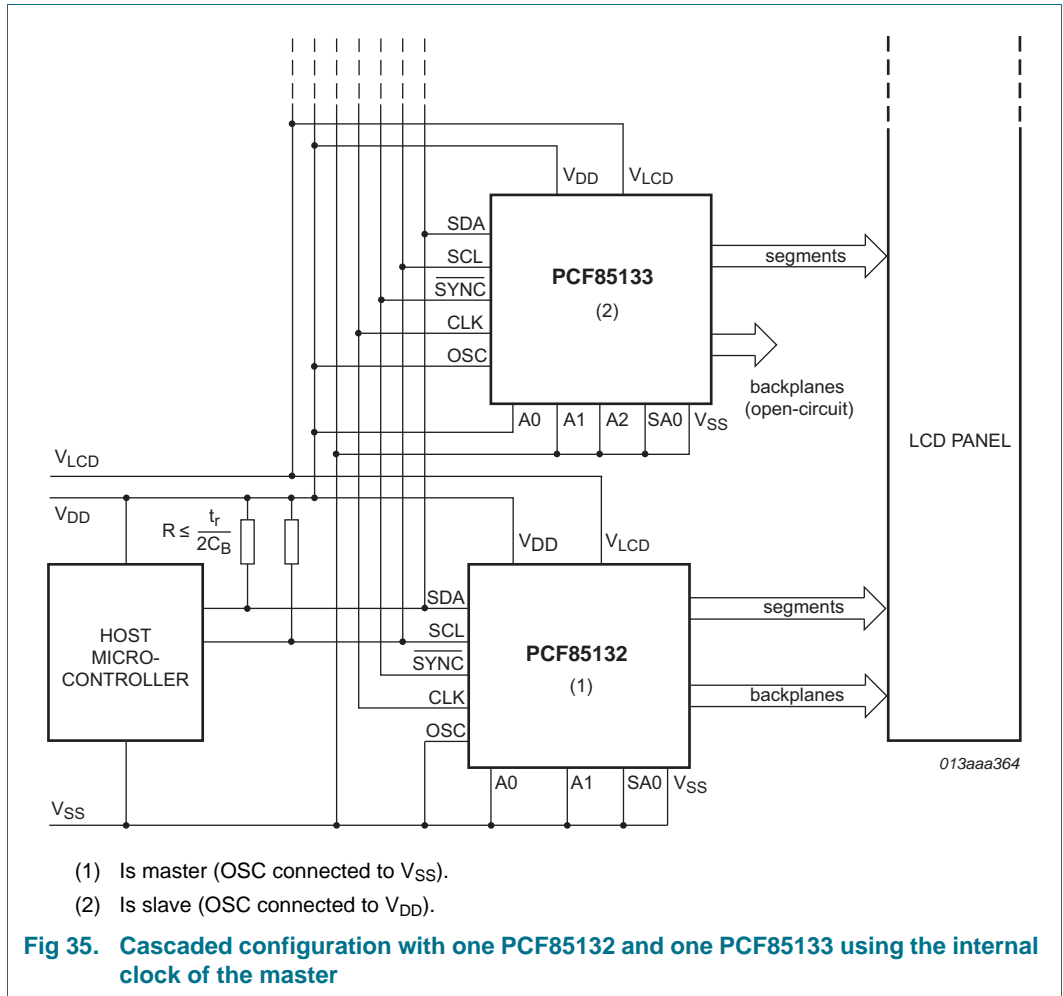 VDD
VLCD
SDA
SCL
SYNC
CLK
OSC
PCF85133
(2)
segments
backplanes
(open-circuit)
A0 A1 A2 SA0 VSS
LCD PANEL
VLCD
VDD
R ≤ tr
2CB
VDD
VLCD
HOST
MICRO-
CONTROLLER
SDA
SCL
SYNC
CLK
OSC
PCF85132
(1)
segments
backplanes
A0 A1 SA0 VSS
VSS
013aaa364
(1) Is master (OSC connected to VSS).
(2) Is slave (OSC connected to VDD).
Fig 35. Cascaded configuration with one PCF85132 and one PCF85133 using the internal
clock of the master